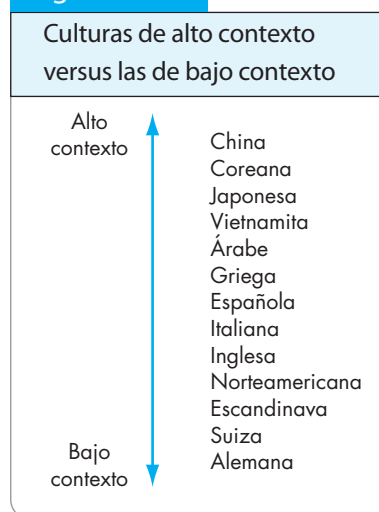 Culturas de alto contexto
versus las de bajo contexto
Alto
contexto
China
Coreana
Japonesa
Vietnamita
Árabe
Griega
Española
Italiana
Inglesa
Norteamericana
Escandinava
Suiza
Alemana
Bajo
contexto